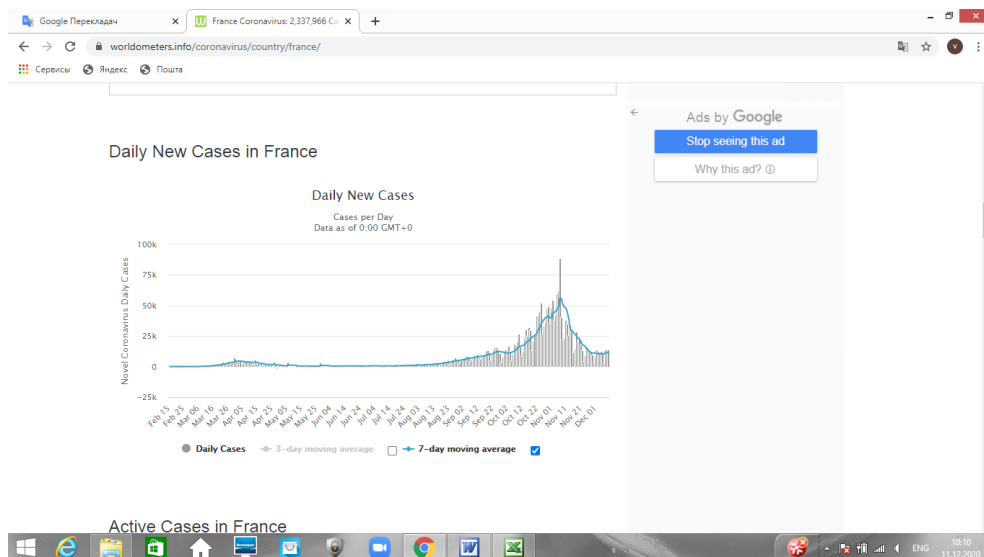 Google Перекладач
France Coronavirus: 2,337,966 Ca
worldometers.info/coronavirus/country/france/
Сервисы Яндекс Пошта
Ads by Google
Stop seeing this ad
Why this ad?
Daily New Cases in France
Daily New Cases
Cases per Day
Data as of 0:00 GMT+0
Novel Coronavirus Daily Cases
100k
75k
50k
25k
0
−25k
Feb 15 Feb 25 Mar 06 Mar 16 Mar 26 Apr 05 Apr 15 Apr 25 May 05 May 15 May 25 Jun 04 Jun 14 Jun 24 Jul 04 Jul 14 Jul 24 Aug 03 Aug 13 Aug 23 Sep 02 Sep 12 Sep 22 Oct 02 Oct 12 Oct 22 Nov 01 Nov 11 Nov 21 Dec 01
Daily Cases 3-day moving average 7-day moving average
Active Cases in France
ENG
10:10
11.12.2020